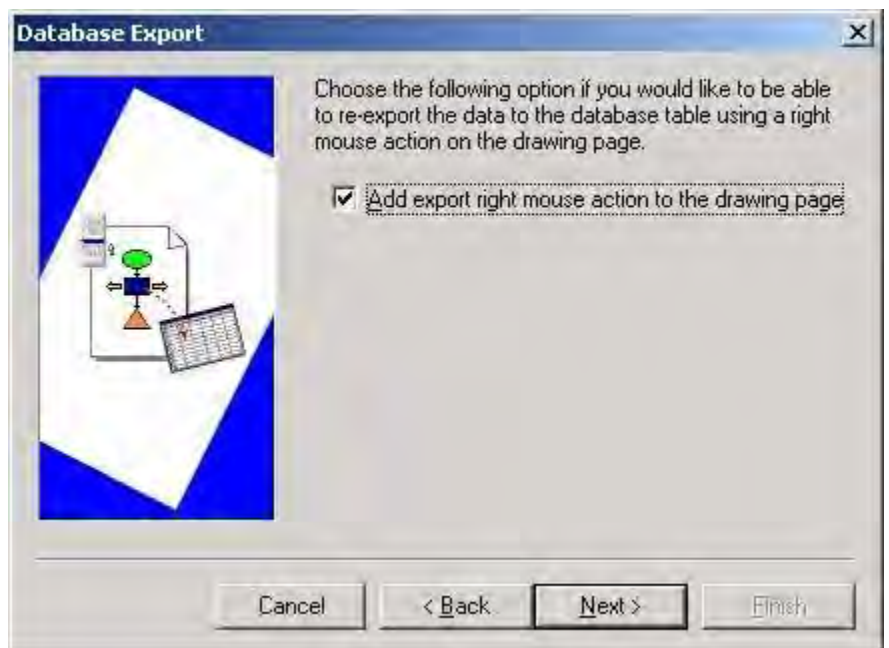 Database Export
Choose the following option if you would like to be able
to re-export the data to the database table using a right
mouse action on the drawing page.
Add export right mouse action to the drawing page
Cancel
< Back
Next >
Finish